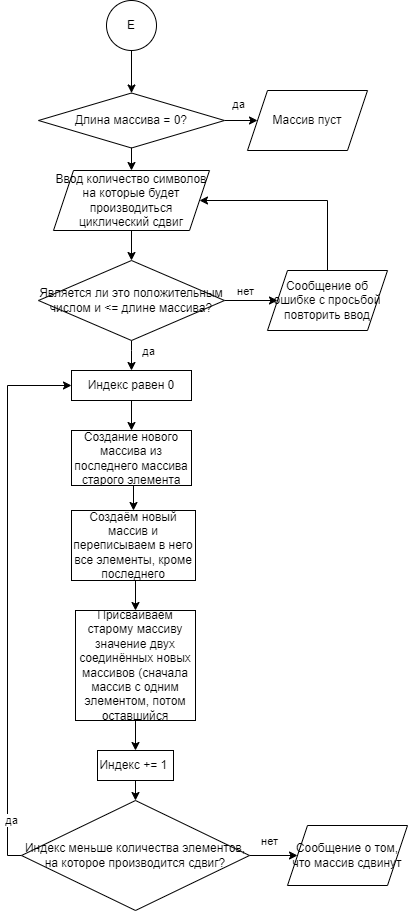 Е
Длина массива = 0?
да
Массив пуст
Ввод количество символов
на которые будет
производиться
циклический сдвиг
Является ли это положительным
числом и <= длине массива?
нет
Сообщение об
ошибке с просьбой
повторить ввод
да
Индекс равен 0
Создание нового
массива из
последнего массива
старого элемента
Создаём новый
массив и
переписываем в него
все элементы, кроме
последнего
Присваиваем
старому массиву
значение двух
соединённых новых
массивов (сначала
массив с одним
элементом, потом
оставшийся
Индекс += 1
да
Индекс меньше количества элементов,
на которое производится сдвиг?
нет
Сообщение о том,
что массив сдвинут